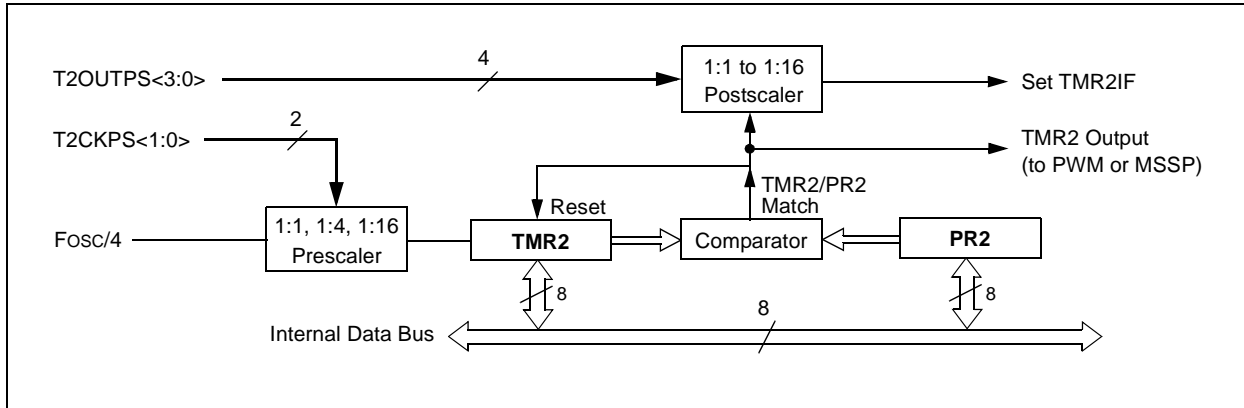 T2OUTPS<3:0>
4
1:1 to 1:16
Postscaler
Set TMR2IF
T2CKPS<1:0>
2
TMR2 Output
(to PWM or MSSP)
TMR2/PR2
Match
Reset
FOSC/4
1:1, 1:4, 1:16
Prescaler
TMR2
Comparator
PR2
8
8
8
Internal Data Bus